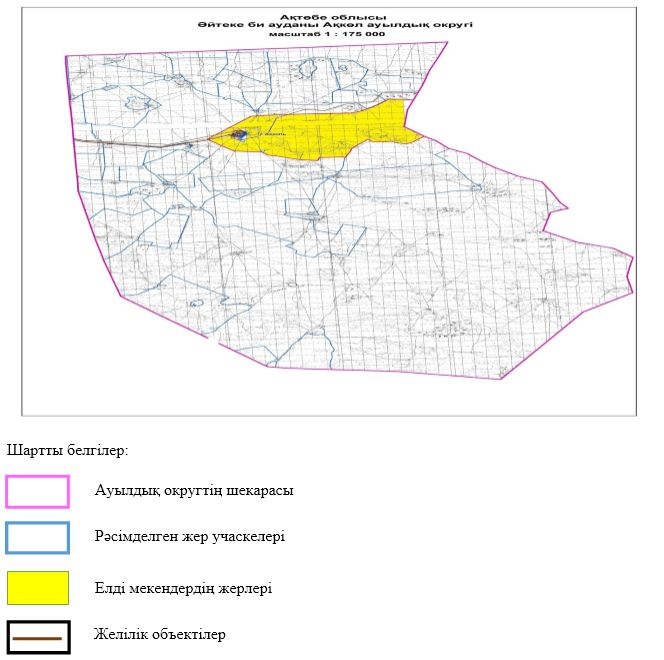 Ақтөбе облысы
Әйтеке би ауданы Ақкөл ауылдық округі
масштаб 1 : 175 000
Шартты белгілер:
Ауылдық округтің шекарасы
Рәсімделген жер учаскелері
Елді мекендердің жерлері
Желілік объектілер